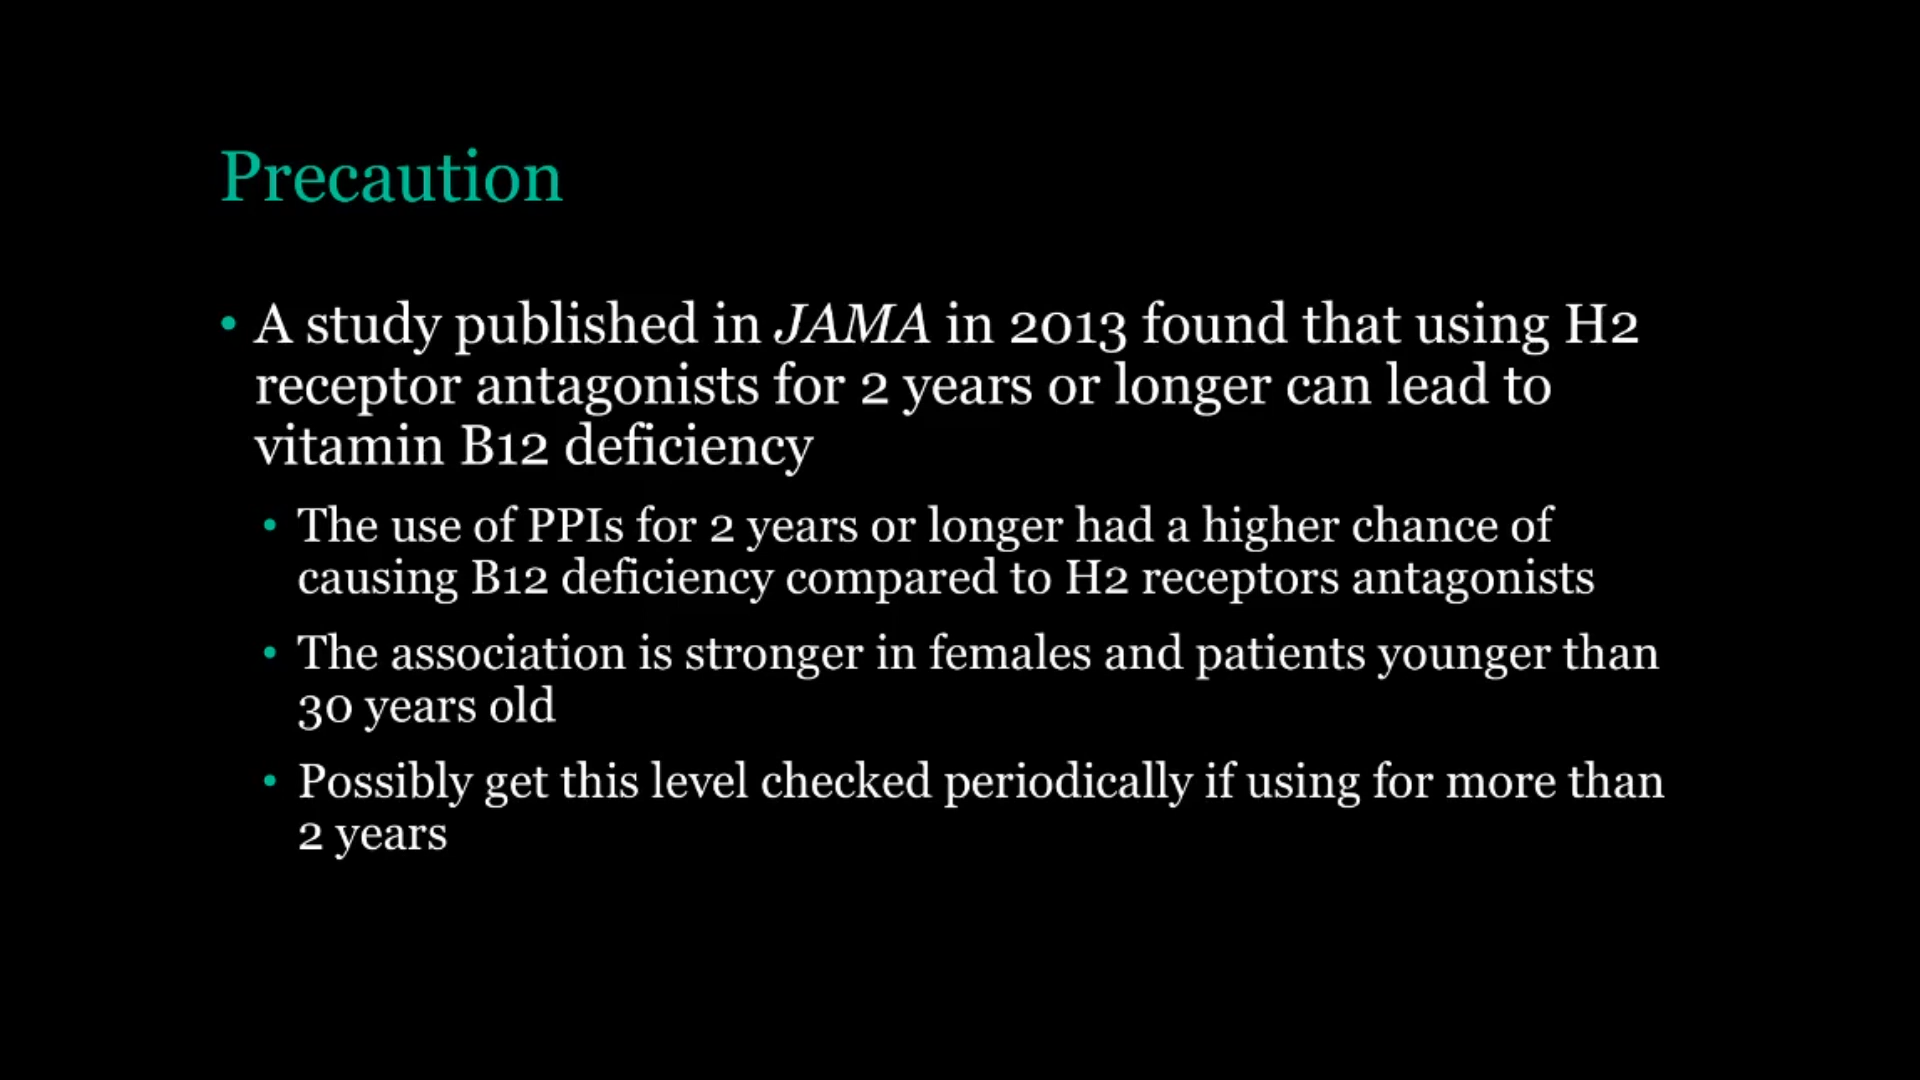 Precaution
• A study published in JAMA in 2013 found that using H2
receptor antagonists for 2 years or longer can lead to
vitamin B12 deficiency
• The use of PPIs for 2 years or longer had a higher chance of
causing B12 deficiency compared to H2 receptors antagonists
• The association is stronger in females and patients younger than
30 years old
• Possibly get this level checked periodically if using for more than
2 years